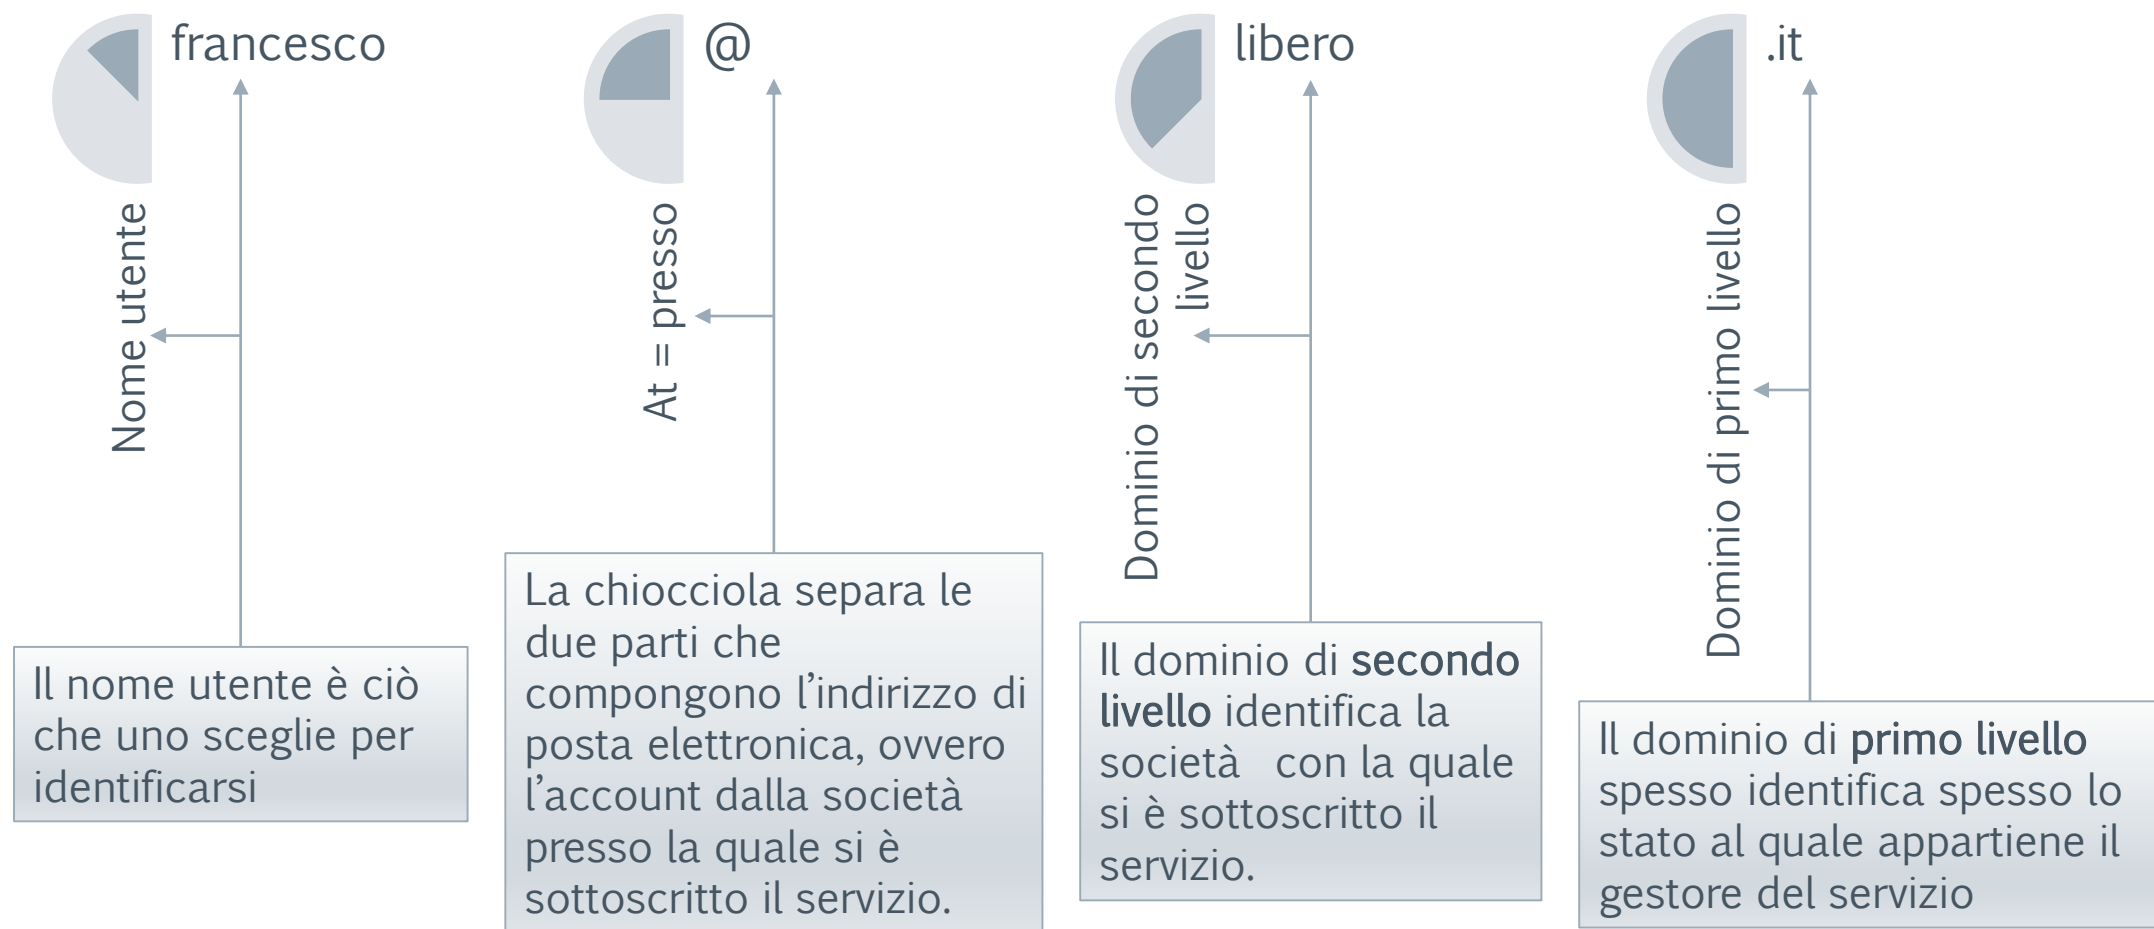 francesco
Nome utente
Il nome utente è ciò
che uno sceglie per
identificarsi
@
At = presso
La chiocciola separa le
due parti che
compongono l’indirizzo di
posta elettronica, ovvero
l’account dalla società
presso la quale si è
sottoscritto il servizio.
libero
Dominio di secondo
livello
Il dominio di secondo
livello identifica la
società con la quale
si è sottoscritto il
servizio.
.it
Dominio di primo livello
Il dominio di primo livello
spesso identifica spesso lo
stato al quale appartiene il
gestore del servizio